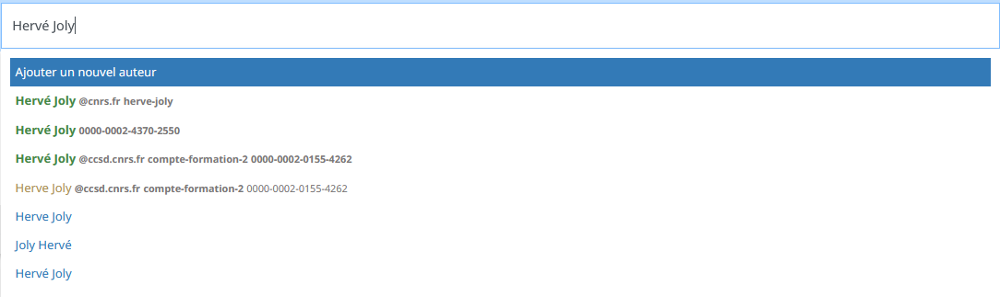 Hervé Joly
Ajouter un nouvel auteur
Hervé Joly @cnrs.fr herve-joly
Hervé Joly 0000-0002-4370-2550
Hervé Joly @ccsd.cnrs.fr compte-formation-2 0000-0002-0155-4262
Herve Joly @ccsd.cnrs.fr compte-formation-2 0000-0002-0155-4262
Herve Joly
Joly Hervé
Hervé Joly